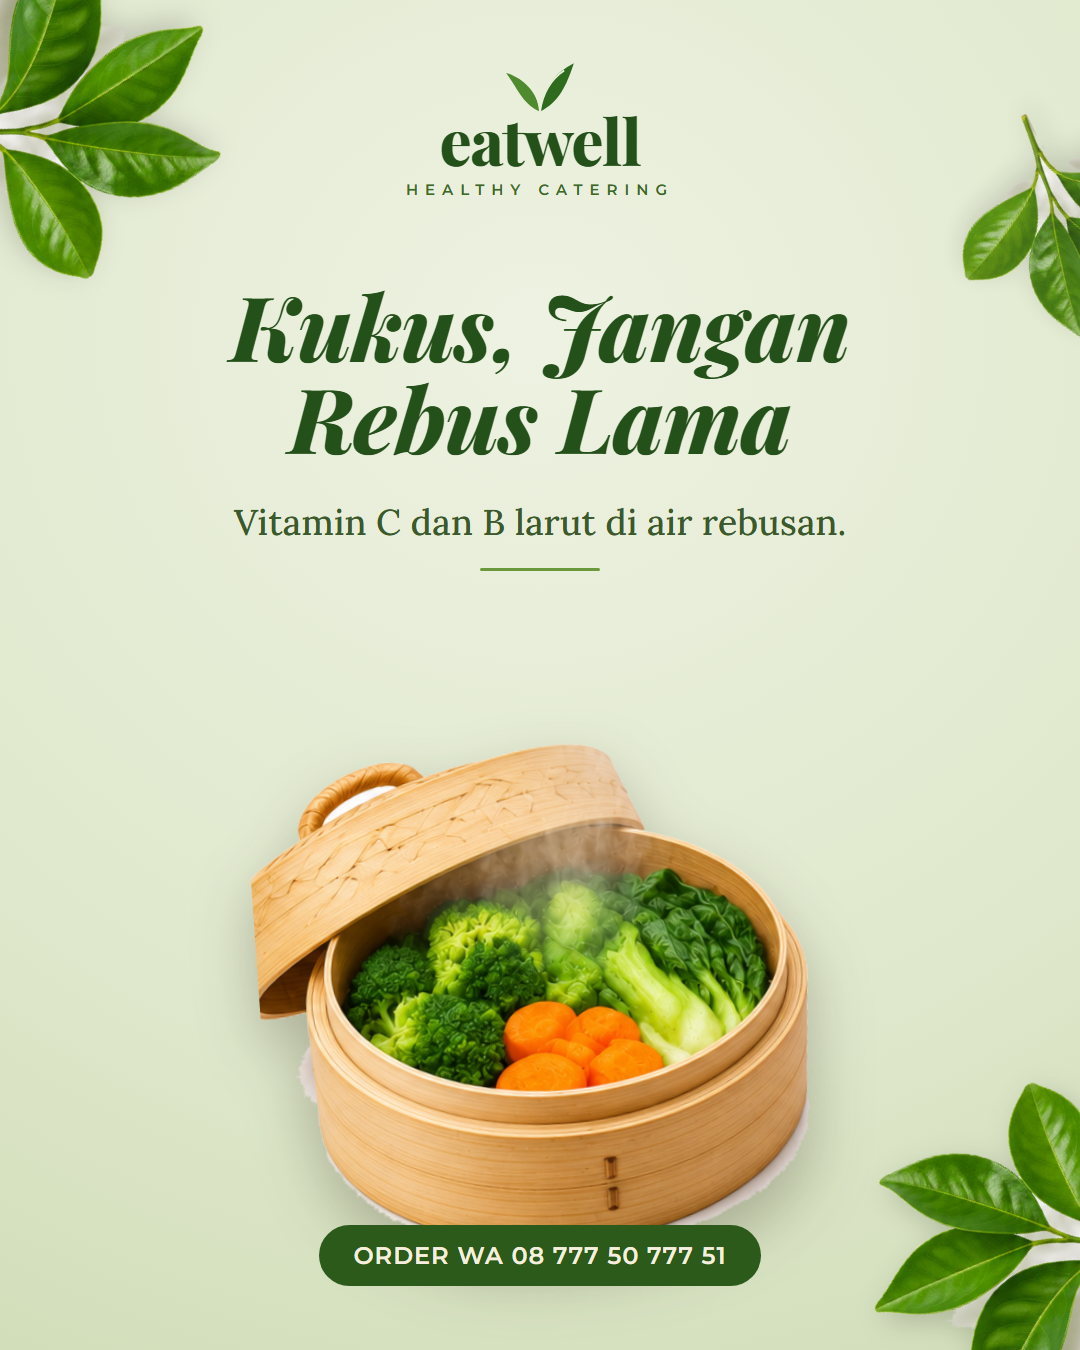 eatwell
HEALTHY CATERING
Kukus, Jangan
Rebus Lama
Vitamin C dan B larut di air rebusan.
ORDER WA 08 777 50 777 51